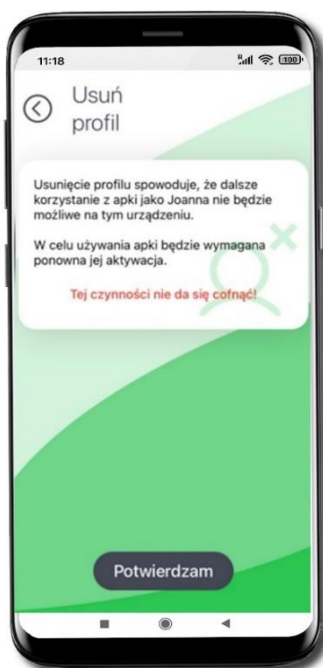 11:18
100
Usuń
profil
Usunięcie profilu spowoduje, że dalsze
korzystanie z apki jako Joanna nie będzie
możliwe na tym urządzeniu.
W celu używania apki będzie wymagana
ponowna jej aktywacja.
Tej czynności nie da się cofnąć!
Potwierdzam